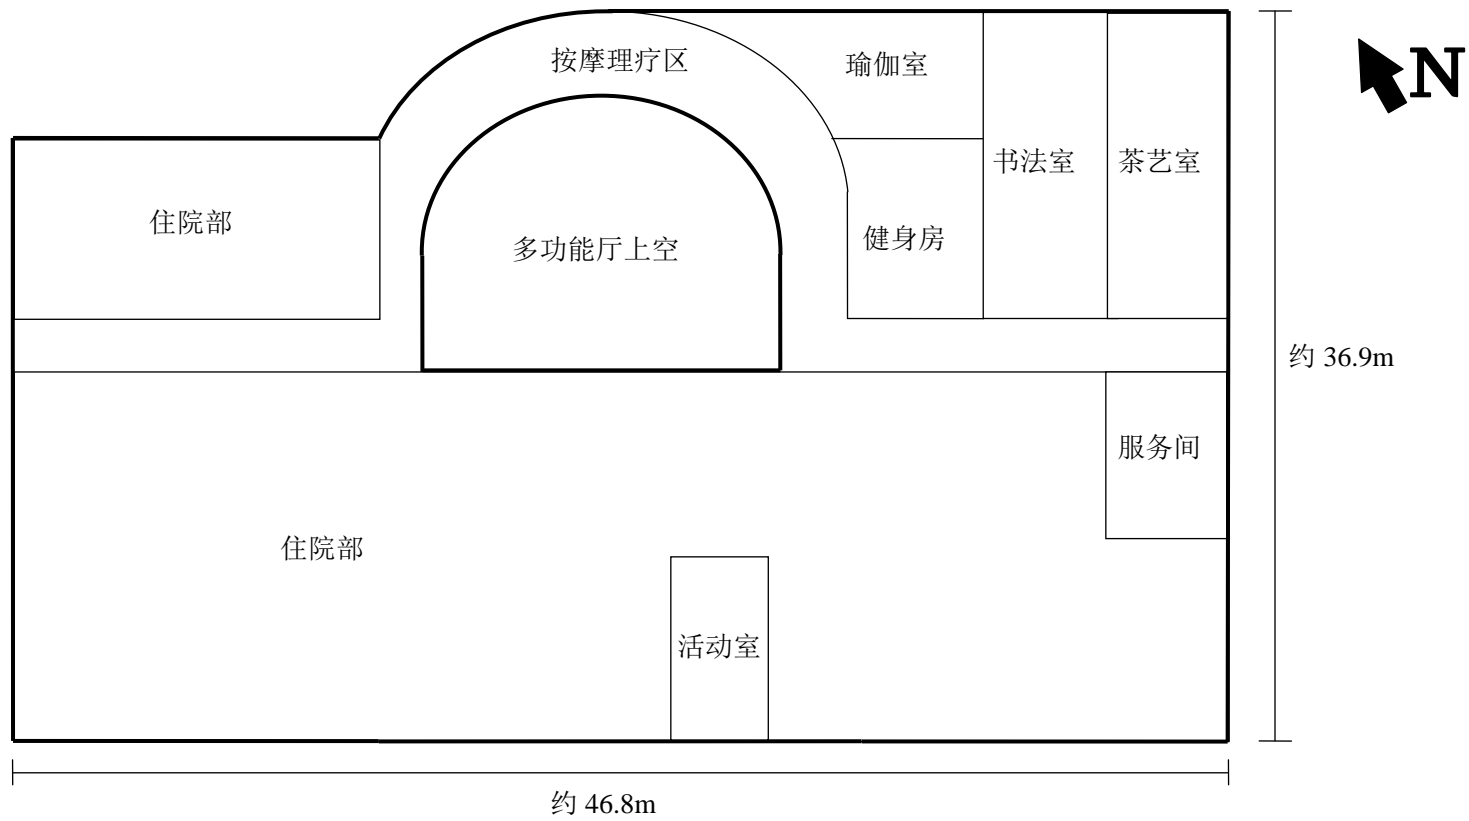 按摩理疗区
瑜伽室
N
书法室
茶艺室
住院部
健身房
多功能厅上空
约 36.9m
服务间
住院部
活动室
约 46.8m